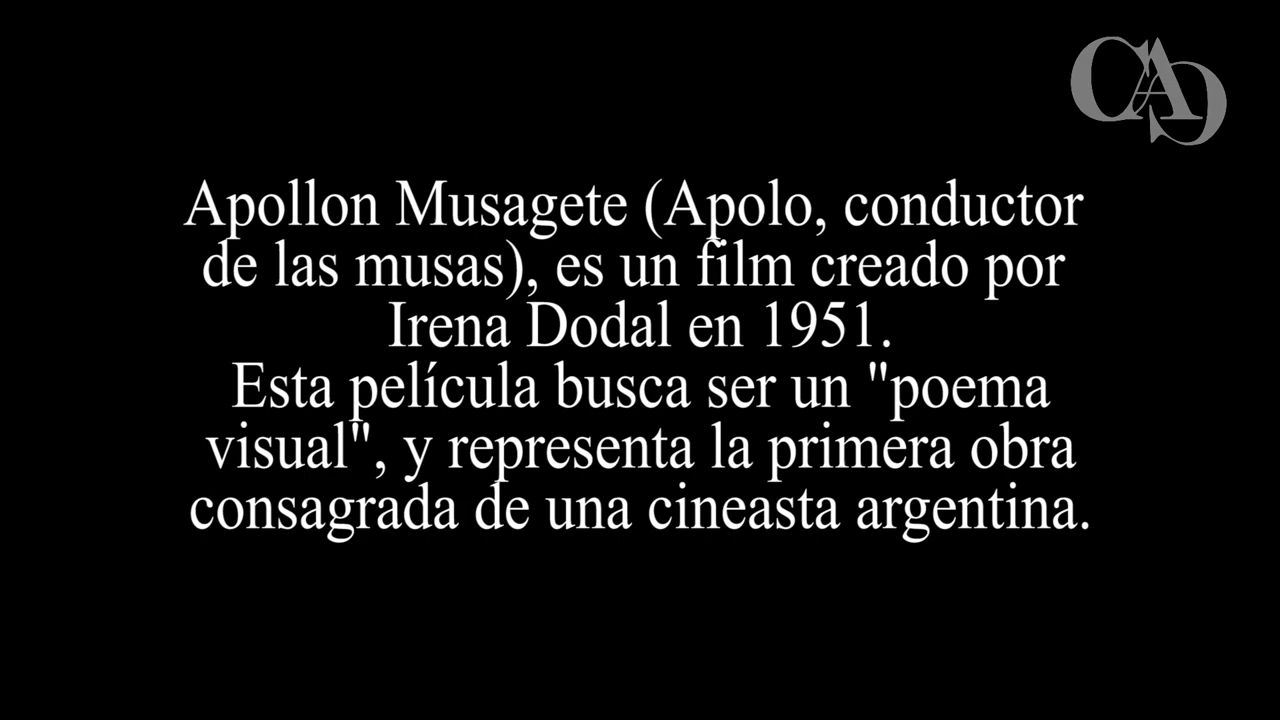 CAC
Apollon Musagete (Apolo, conductor
de las musas), es un film creado por
Irena Dodal en 1951.
Esta película busca ser un "poema
visual", y representa la primera obra
consagrada de una cineasta argentina.